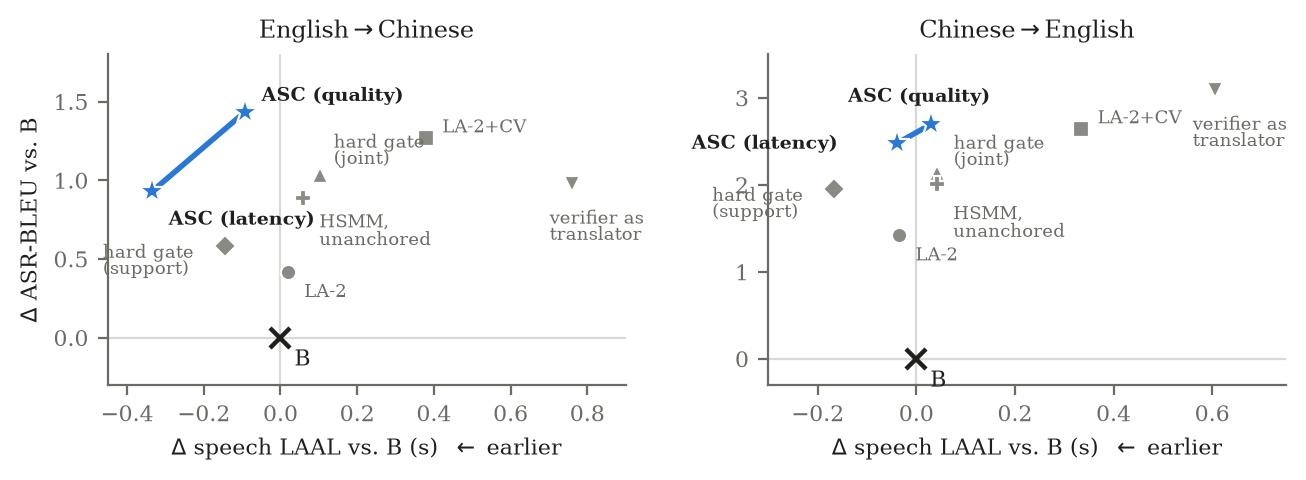 English→Chinese
Δ ASR-BLEU vs. B
1.5
1.0
0.5
0.0
ASC (quality)
hard gate
(joint)
LA-2+CV
ASC (latency)
HSMM,
unanchored
verifier as
translator
hard gate
(support)
LA-2
B
−0.4 −0.2 0.0 0.2 0.4 0.6 0.8
Δ speech LAAL vs. B (s) ← earlier
Chinese→English
3
2
1
0
ASC (quality)
ASC (latency)
hard gate
(joint)
LA-2+CV
verifier as
translator
hard gate
(support)
HSMM,
unanchored
LA-2
B
−0.2 0.0 0.2 0.4 0.6
Δ speech LAAL vs. B (s) ← earlier